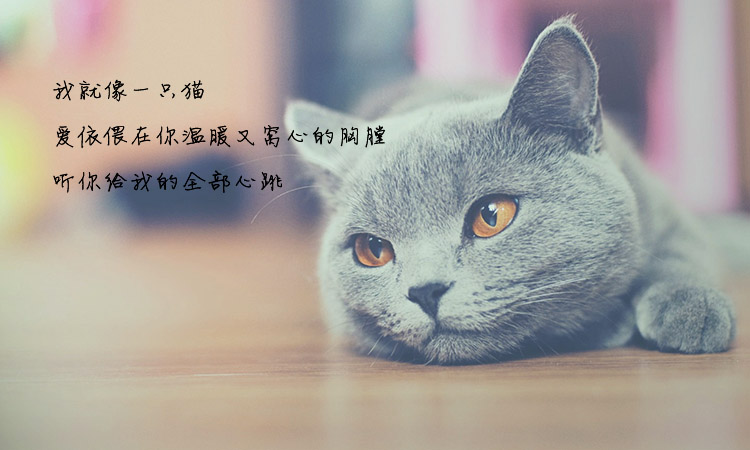 我就像一只猫
爱依偎在你温暖又窝心的胸膛
听你给我的全部心跳